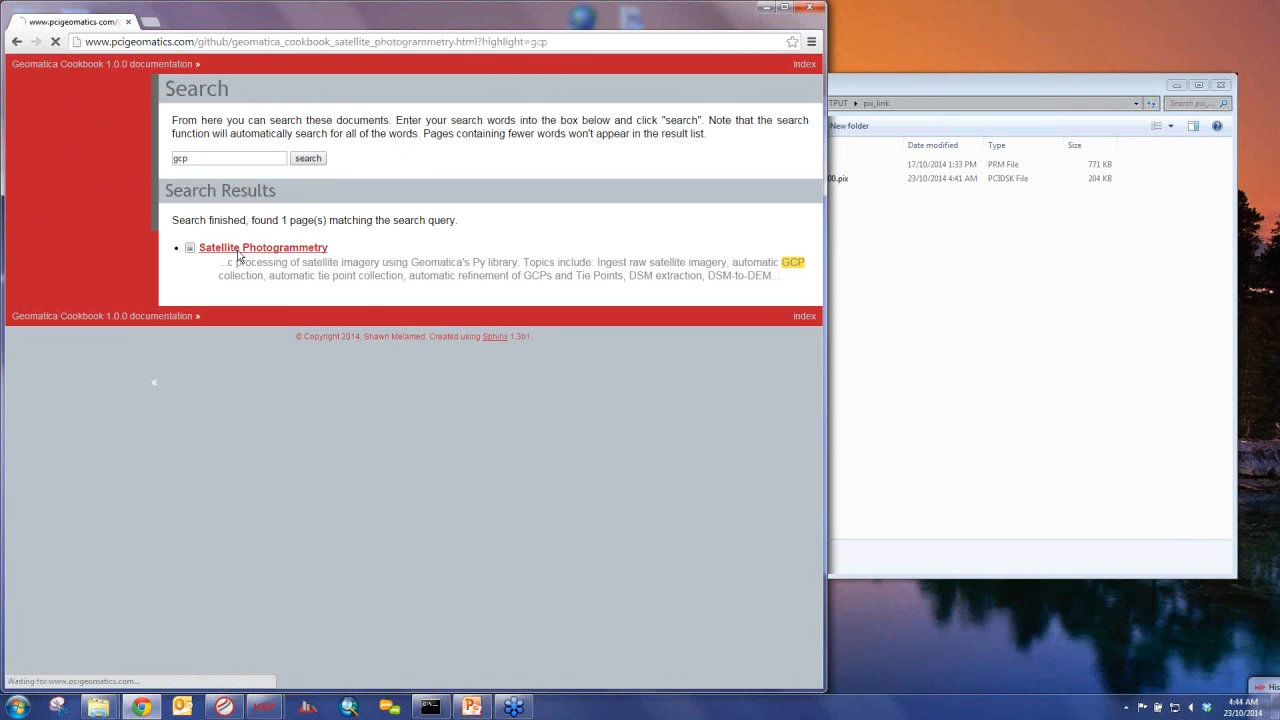 www.pcigeomatics.com/g
www.pcigeomatics.com/github/geomatica_cookbook_satellite_photogrammetry.html?highlight=gcp
Geomatica Cookbook 1.0.0 documentation »
index
Search
From here you can search these documents. Enter your search words into the box below and click "search". Note that the search
function will automatically search for all of the words. Pages containing fewer words won't appear in the result list.
gcp
search
Search Results
Search finished, found 1 page(s) matching the search query.
• Satellite Photogrammetry
...c processing of satellite imagery using Geomatica's Py library. Topics include: Ingest raw satellite imagery, automatic GCP
collection, automatic tie point collection, automatic refinement of GCPs and Tie Points, DSM extraction, DSM-to-DEM...
Geomatica Cookbook 1.0.0 documentation »
index
© Copyright 2014, Shawn Melamed. Created using Sphinx 1.3b1.
«
Waiting for www.pcigeomatics.com...
TPUT ▸ pix_link
Search pix_...
New folder
Date modified
Type
Size
17/10/2014 1:33 PM
PRM File
771 KB
00.pix
23/10/2014 4:41 AM
PCIDSK File
204 KB
His
4:44 AM
23/10/2014